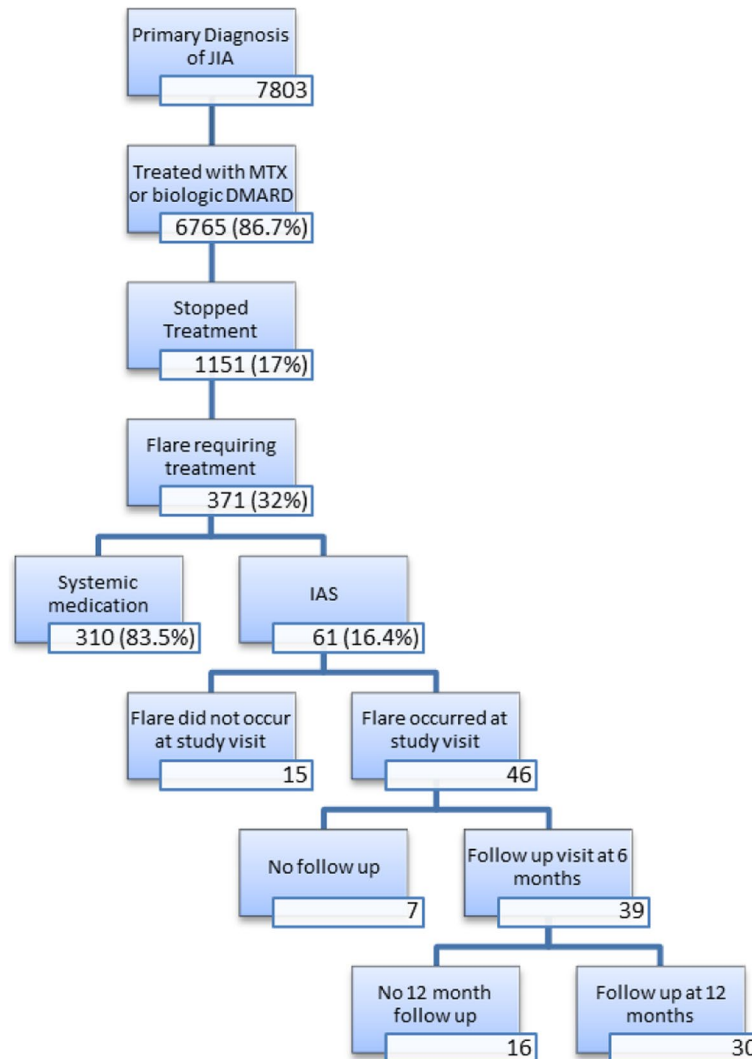 Primary Diagnosis
of JIA
7803
Treated with MTX
or biologic DMARD
6765 (86.7%)
Stopped
Treatment
1151 (17%)
Flare requiring
treatment
371 (32%)
Systemic
medication
310 (83.5%)
IAS
61 (16.4%)
Flare did not occur
at study visit
15
Flare occurred at
study visit
46
No follow up
7
Follow up visit at 6
months
39
No 12 month
follow up
16
Follow up at 12
months
30